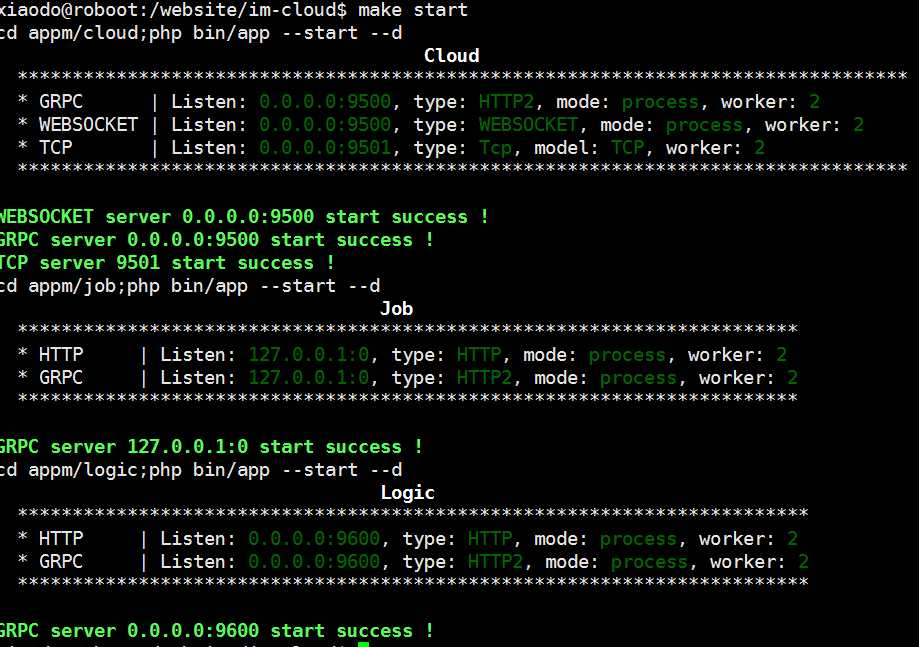 xiaodo@roboot:/website/im-cloud$ make start
cd appm/cloud;php bin/app --start --d
Cloud
*********************************************************************************
* GRPC      | Listen: 0.0.0.0:9500, type: HTTP2, mode: process, worker: 2
* WEBSOCKET | Listen: 0.0.0.0:9500, type: WEBSOCKET, mode: process, worker: 2
* TCP       | Listen: 0.0.0.0:9501, type: Tcp, model: TCP, worker: 2
*********************************************************************************
WEBSOCKET server 0.0.0.0:9500 start success !
GRPC server 0.0.0.0:9500 start success !
TCP server 9501 start success !
cd appm/job;php bin/app --start --d
Job
***********************************************************************
* HTTP     | Listen: 127.0.0.1:0, type: HTTP, mode: process, worker: 2
* GRPC     | Listen: 127.0.0.1:0, type: HTTP2, mode: process, worker: 2
***********************************************************************
GRPC server 127.0.0.1:0 start success !
cd appm/logic;php bin/app --start --d
Logic
************************************************************************
* HTTP     | Listen: 0.0.0.0:9600, type: HTTP, mode: process, worker: 2
* GRPC     | Listen: 0.0.0.0:9600, type: HTTP2, mode: process, worker: 2
************************************************************************
GRPC server 0.0.0.0:9600 start success !